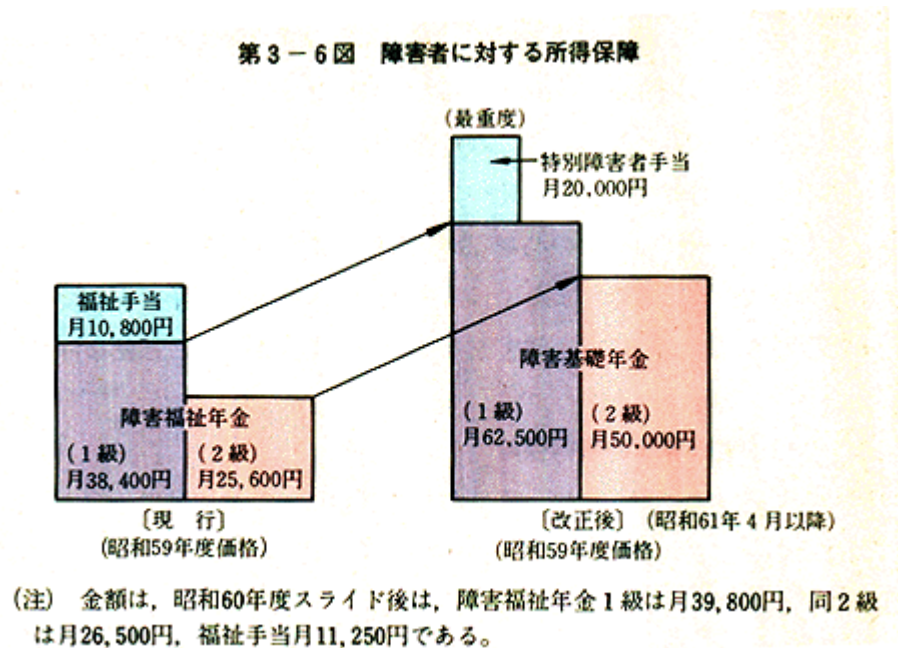 第3－6図　障害者に対する所得保障
(最重度)
特別障害者手当
月20,000円
福祉手当
月10,800円
障害福祉年金
(1級)
月38,400円
(2級)
月25,600円
障害基礎年金
(1級)
月62,500円
(2級)
月50,000円
〔現　行〕
(昭和59年度価格)
〔改正後〕(昭和61年4月以降)
(昭和59年度価格)
(注)　金額は，昭和60年度スライド後は，障害福祉年金1級は月39,800円，同2級
は月26,500円，福祉手当月11,250円である。